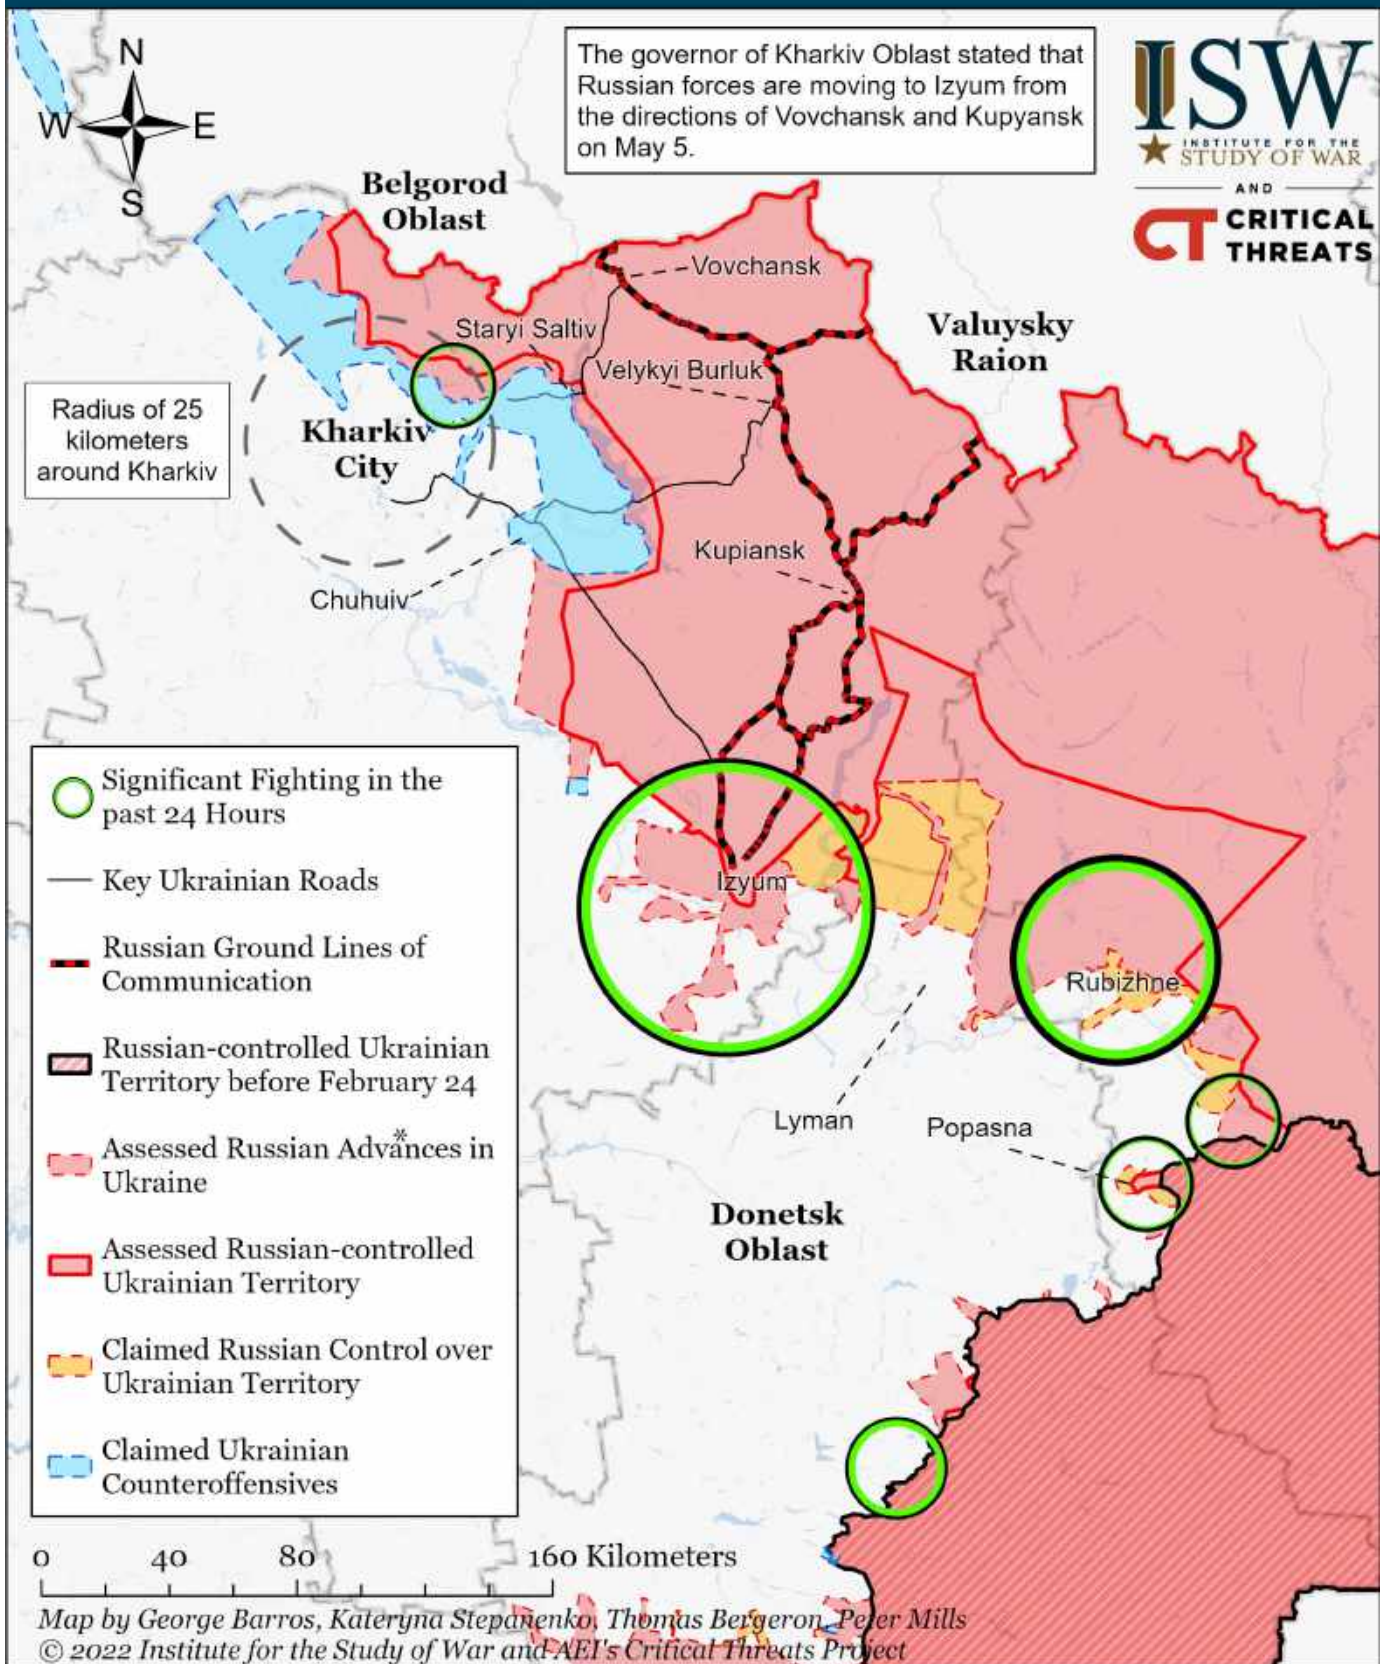 N
W
E
S
The governor of Kharkiv Oblast stated that
Russian forces are moving to Izyum from
the directions of Vovchansk and Kupyansk
on May 5.
ISW
INSTITUTE FOR THE
STUDY OF WAR
AND
CT CRITICAL
THREATS
Belgorod
Oblast
Vovchansk
Staryi Saltiv
Valuysky
Raion
Velykyi Burluk
Radius of 25
kilometers
around Kharkiv
Kharkiv
City
Kupiansk
Chuhuiv
Izyum
Rubizhne
Lyman
Popasna
Donetsk
Oblast
Significant Fighting in the
past 24 Hours
Key Ukrainian Roads
Russian Ground Lines of
Communication
Russian-controlled Ukrainian
Territory before February 24
Assessed Russian Advances in
Ukraine
*
Assessed Russian-controlled
Ukrainian Territory
Claimed Russian Control over
Ukrainian Territory
Claimed Ukrainian
Counteroffensives
0 40 80 160 Kilometers
Map by George Barros, Kateryna Stepanenko, Thomas Bergeron, Peter Mills
© 2022 Institute for the Study of War and AEI's Critical Threats Project